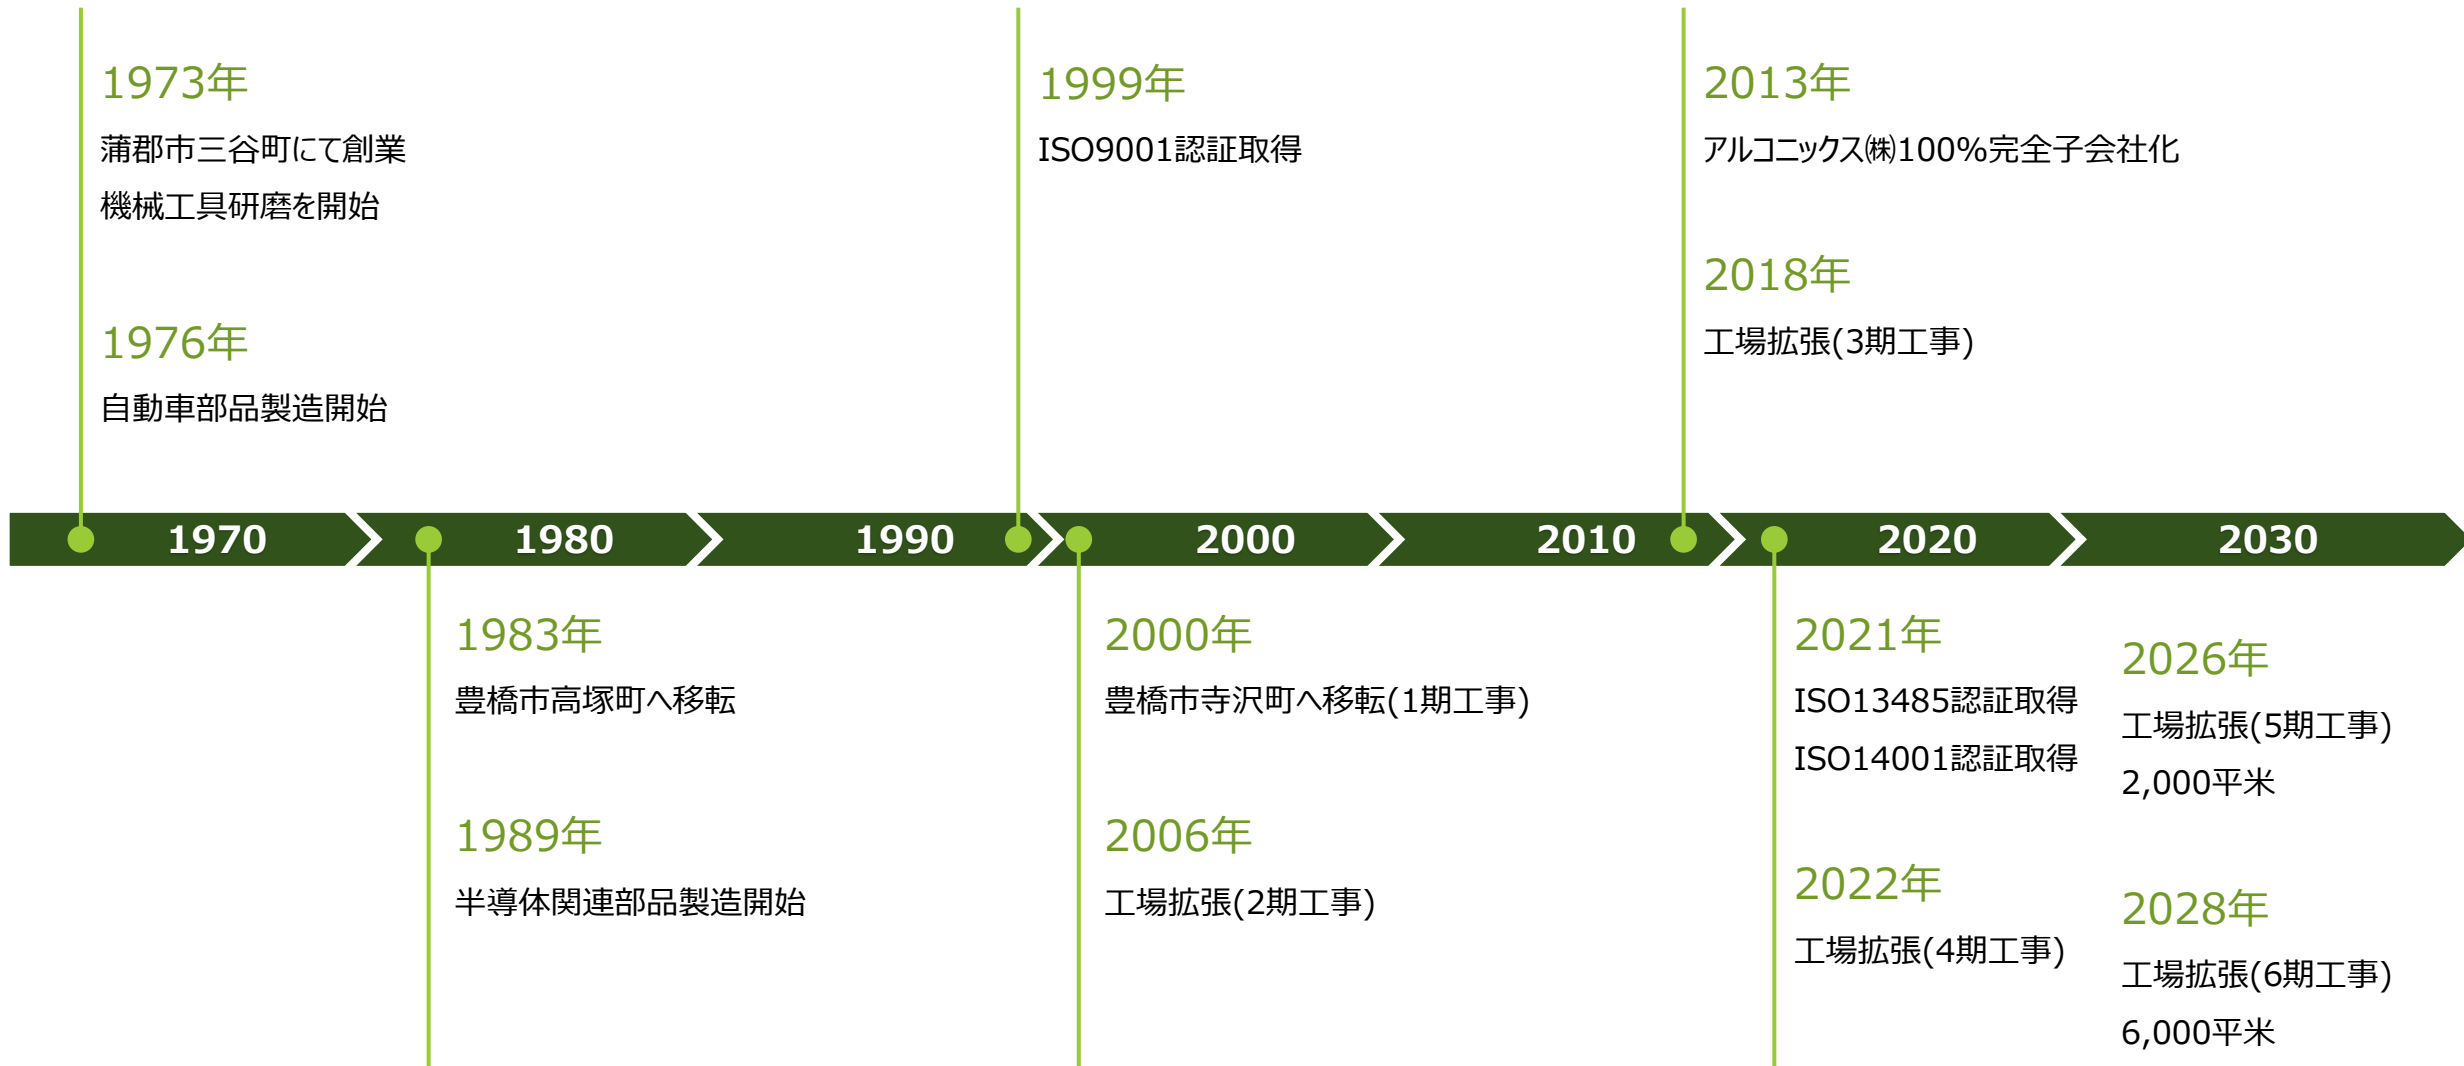 1973年
蒲郡市三谷町にて創業
機械工具研磨を開始
1976年
自動車部品製造開始
1999年
ISO9001認証取得
2013年
アルコニックス㈱100%完全子会社化
2018年
工場拡張(3期工事)
1970 1980 1990 2000 2010 2020 2030
1983年
豊橋市高塚町へ移転
1989年
半導体関連部品製造開始
2000年
豊橋市寺沢町へ移転(1期工事)
2006年
工場拡張(2期工事)
2021年
ISO13485認証取得
ISO14001認証取得
2022年
工場拡張(4期工事)
2026年
工場拡張(5期工事)
2,000平米
2028年
工場拡張(6期工事)
6,000平米